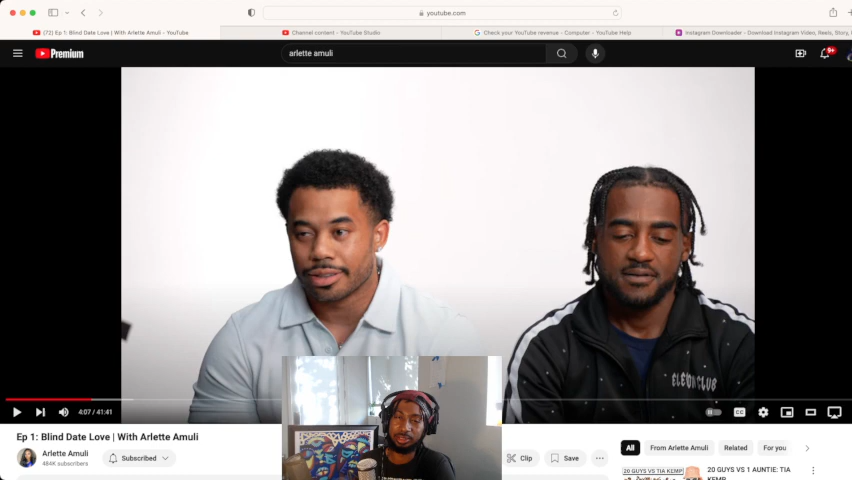 youtube.com
(72) Ep 1: Blind Date Love | With Arlette Amuli - YouTube
Channel content - YouTube Studio
Check your YouTube revenue - Computer - YouTube Help
Instagram Downloader - Download Instagram Video, Reels, Story,
Premium
arlette amuli
9+
ELEVEN CLUB
4:07 / 41:41
CC
Ep 1: Blind Date Love | With Arlette Amuli
Arlette Amuli
484K subscribers
Subscribed
Clip
Save
All
From Arlette Amuli
Related
For you
20 GUYS VS TIA KEMP
20 GUYS VS 1 AUNTIE: TIA
KEMP